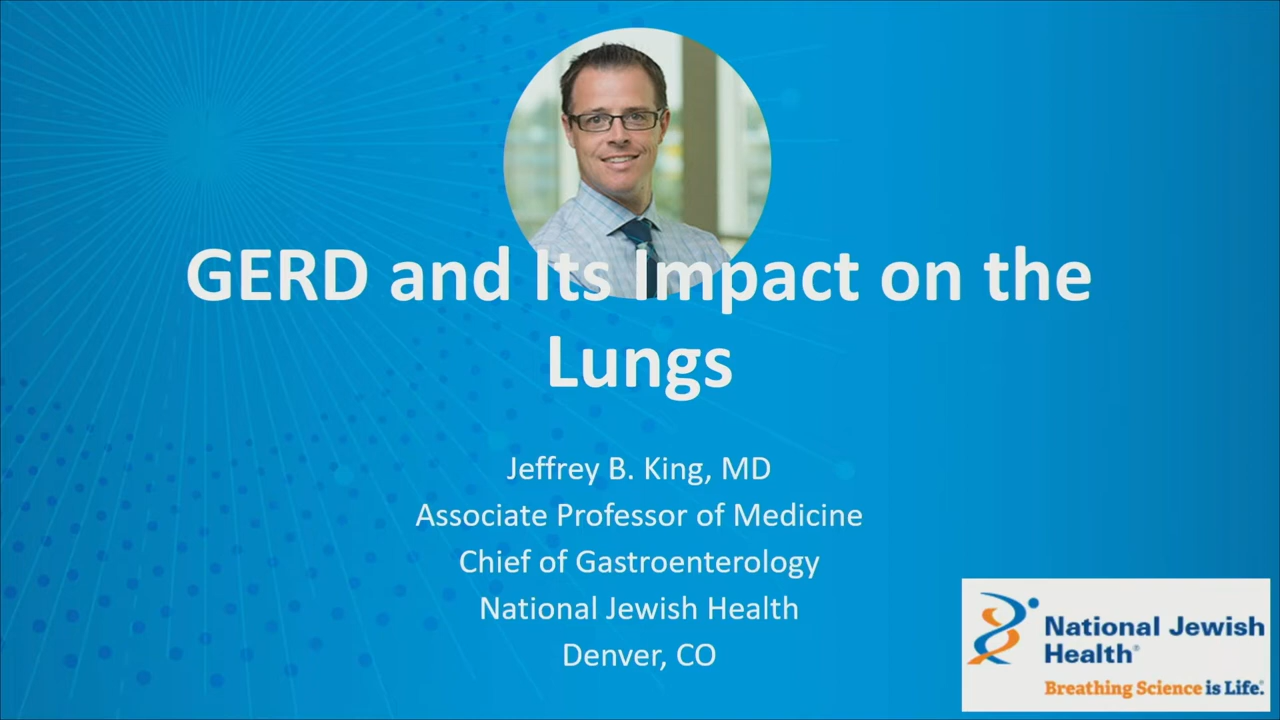 GERD and Its Impact on the
Lungs
Jeffrey B. King, MD
Associate Professor of Medicine
Chief of Gastroenterology
National Jewish Health
Denver, CO
National Jewish
Health®
Breathing Science is Life.®